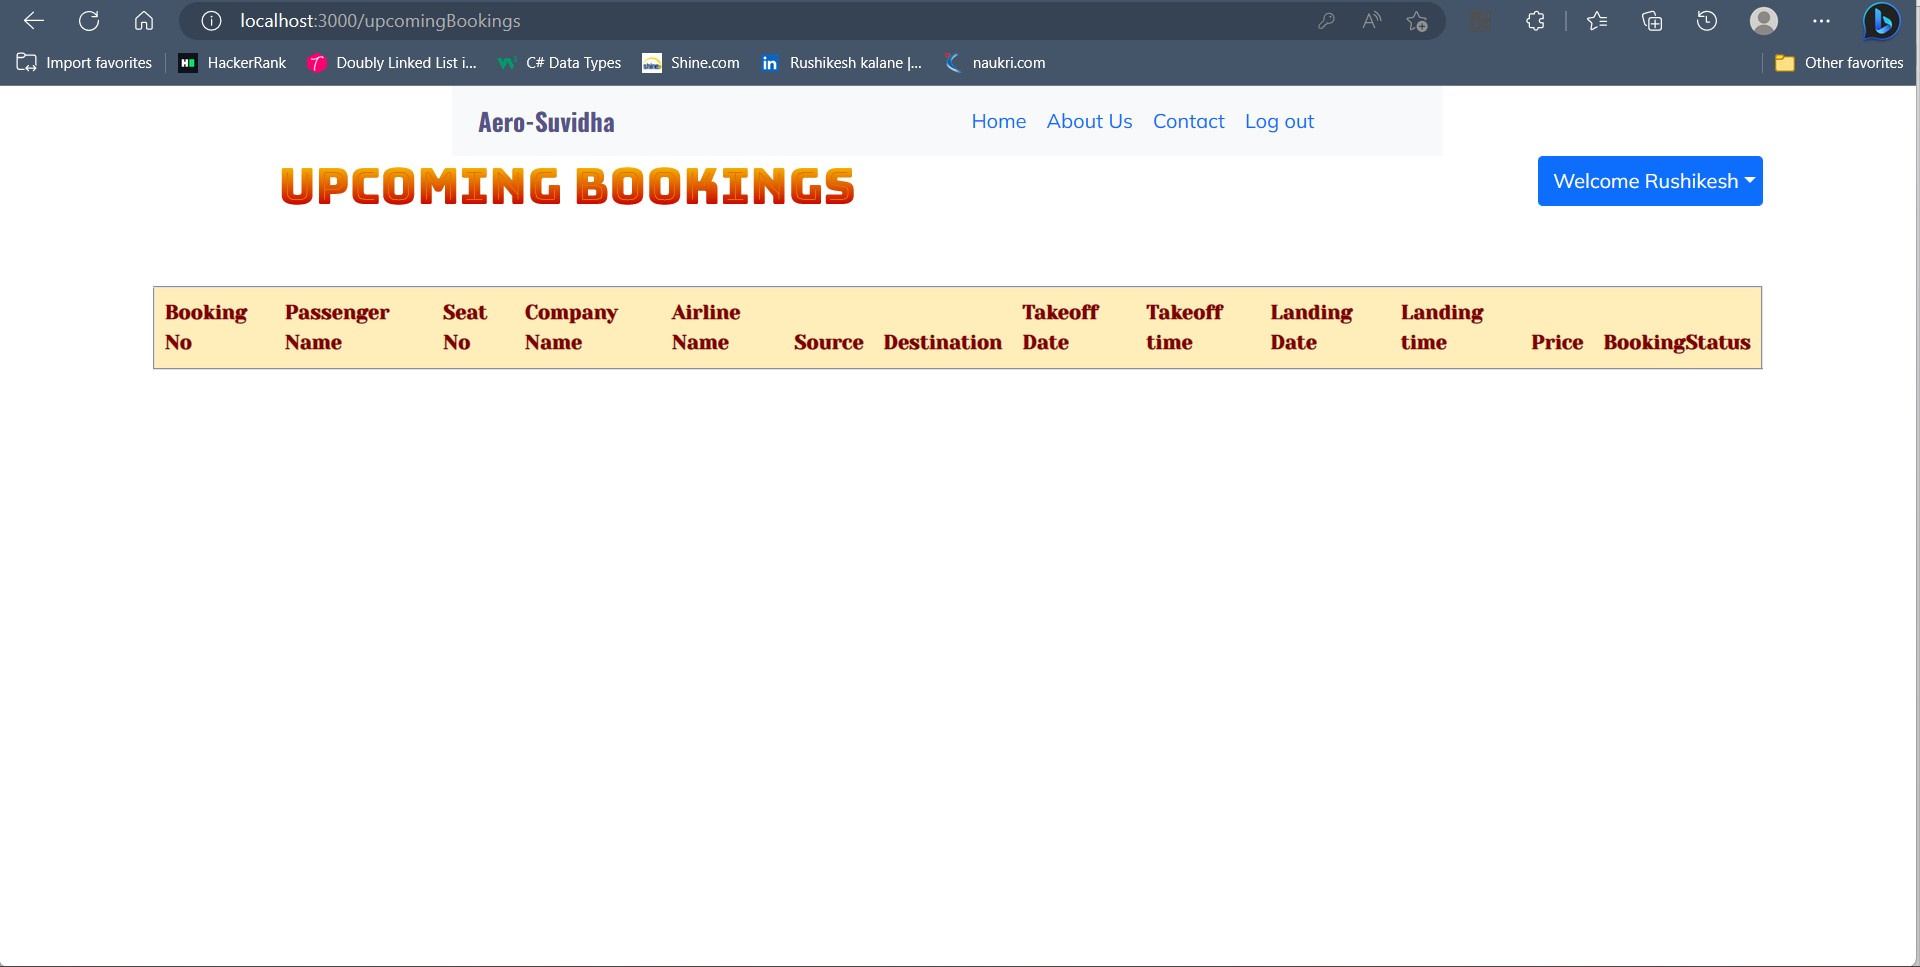 localhost:3000/upcomingBookings
Import favorites HackerRank Doubly Linked List i... C# Data Types Shine.com Rushikesh kalane |... naukri.com Other favorites
Aero-Suvidha Home About Us Contact Log out
UPCOMING BOOKINGS Welcome Rushikesh
Booking Passenger Seat Company Airline Takeoff Takeoff Landing Landing
No Name No Name Name Source Destination Date time Date time Price BookingStatus